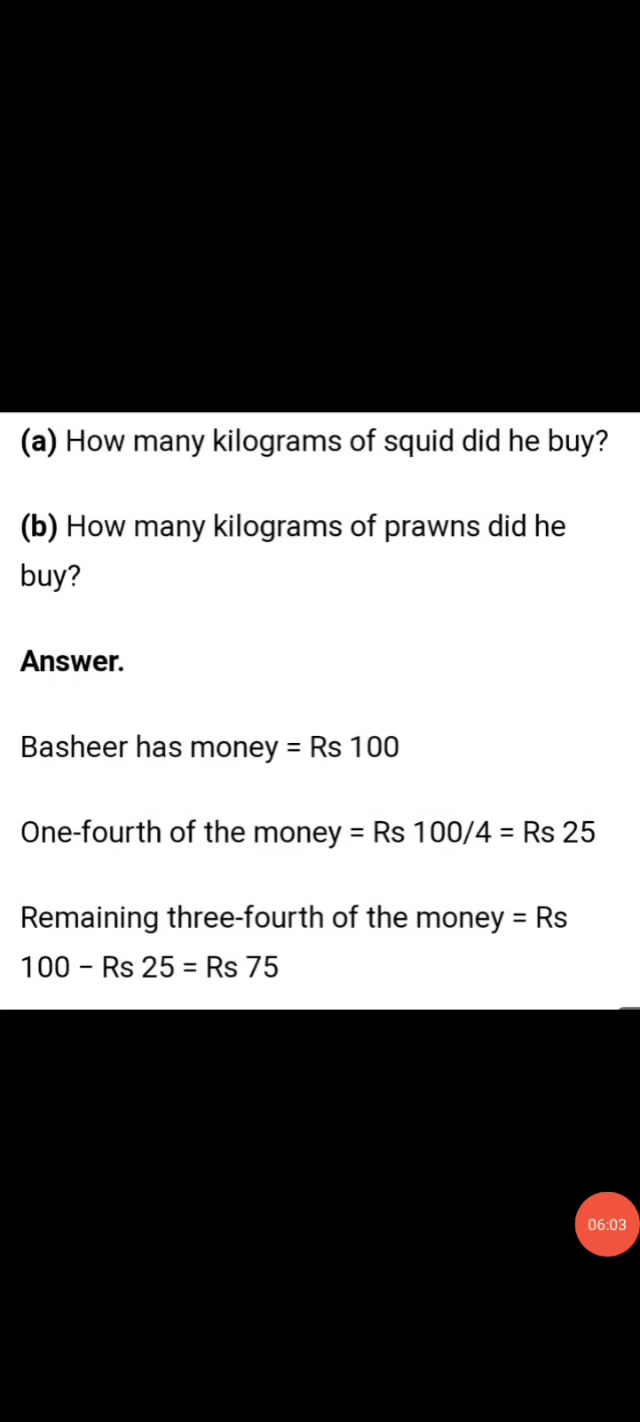 (a) How many kilograms of squid did he buy?
(b) How many kilograms of prawns did he
buy?
Answer.
Basheer has money = Rs 100
One-fourth of the money = Rs 100/4 = Rs 25
Remaining three-fourth of the money = Rs
100 – Rs 25 = Rs 75
06:03